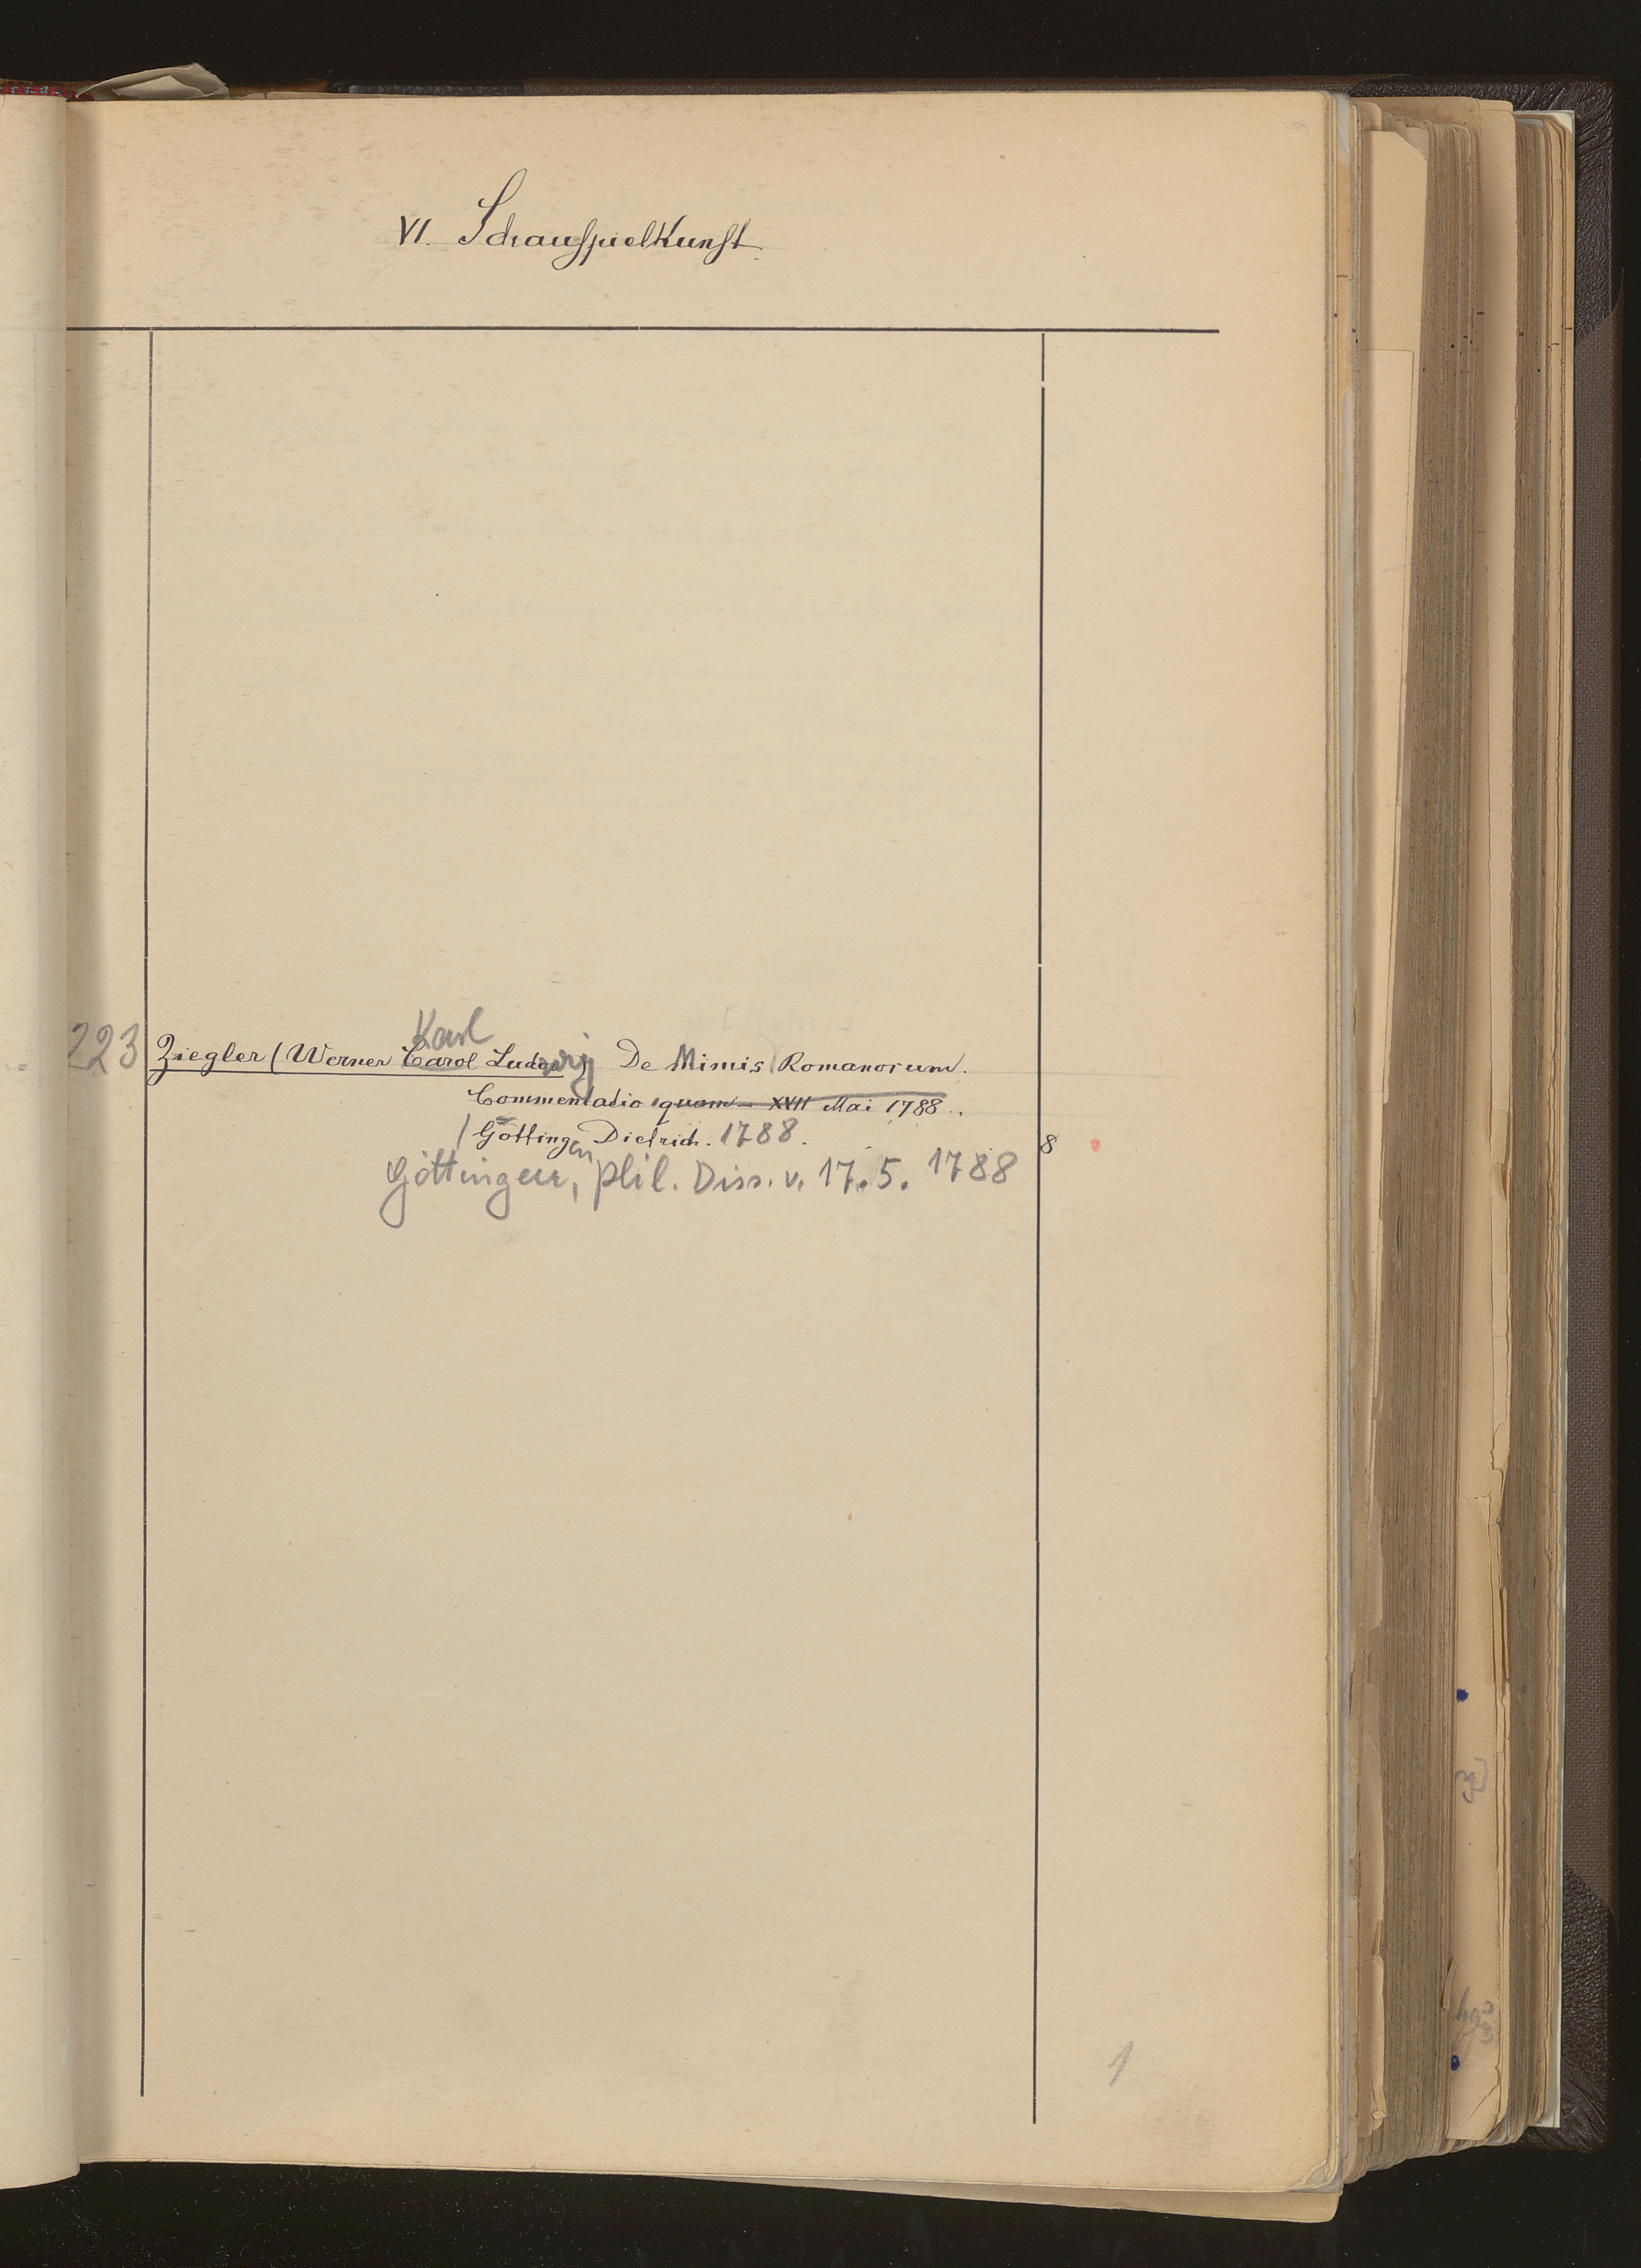 VI. Schauspielkunst.
Karl
223 Ziegler (Werner Carol Ludwig) De Mimis Romanorum.
Commentatio quam XVII Mai 1788.
/ Göttingen Dietrich. 1788. 8
Göttingen, phil. Diss. v. 17.5. 1788
1